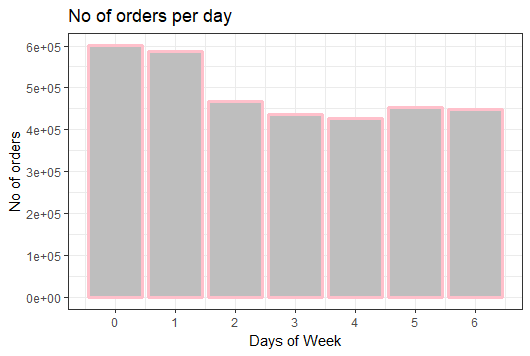 No of orders per day
No of orders
6e+05
5e+05
4e+05
3e+05
2e+05
1e+05
0e+00
0 1 2 3 4 5 6
Days of Week